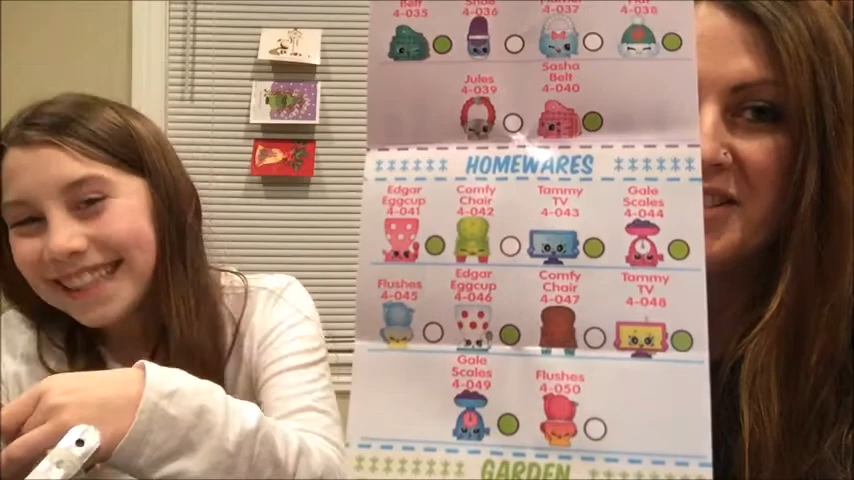 Belt
4-035
Shoe
4-036
4-037
Hat
4-038
Jules
4-039
Sasha
Belt
4-040
HOMEWARES
Edgar
Eggcup
4-041
Comfy
Chair
4-042
Tammy
TV
4-043
Gale
Scales
4-044
Flushes
4-045
Edgar
Eggcup
4-046
Comfy
Chair
4-047
Tammy
TV
4-048
Gale
Scales
4-049
Flushes
4-050
GARDEN